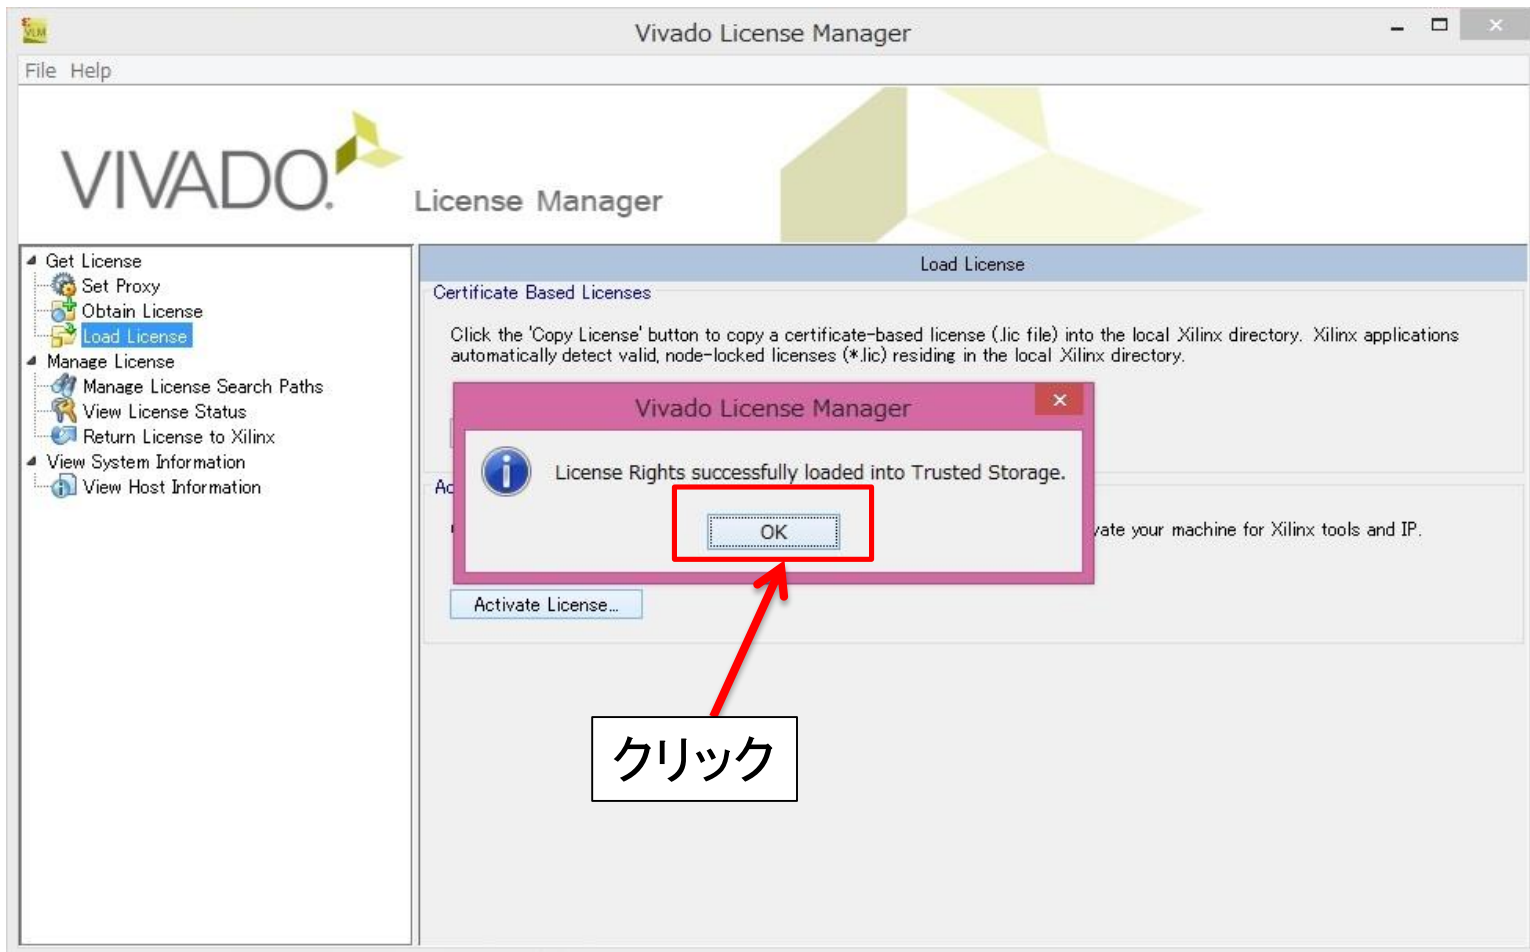 Vivado License Manager
File Help
VIVADO.
License Manager
Get License
Set Proxy
Obtain License
Load License
Manage License
Manage License Search Paths
View License Status
Return License to Xilinx
View System Information
View Host Information
Load License
Certificate Based Licenses
Click the 'Copy License' button to copy a certificate-based license (.lic file) into the local Xilinx directory. Xilinx applications
automatically detect valid, node-locked licenses (*.lic) residing in the local Xilinx directory.
Vivado License Manager
License Rights successfully loaded into Trusted Storage.
OK
your machine for Xilinx tools and IP.
Activate License...
クリック